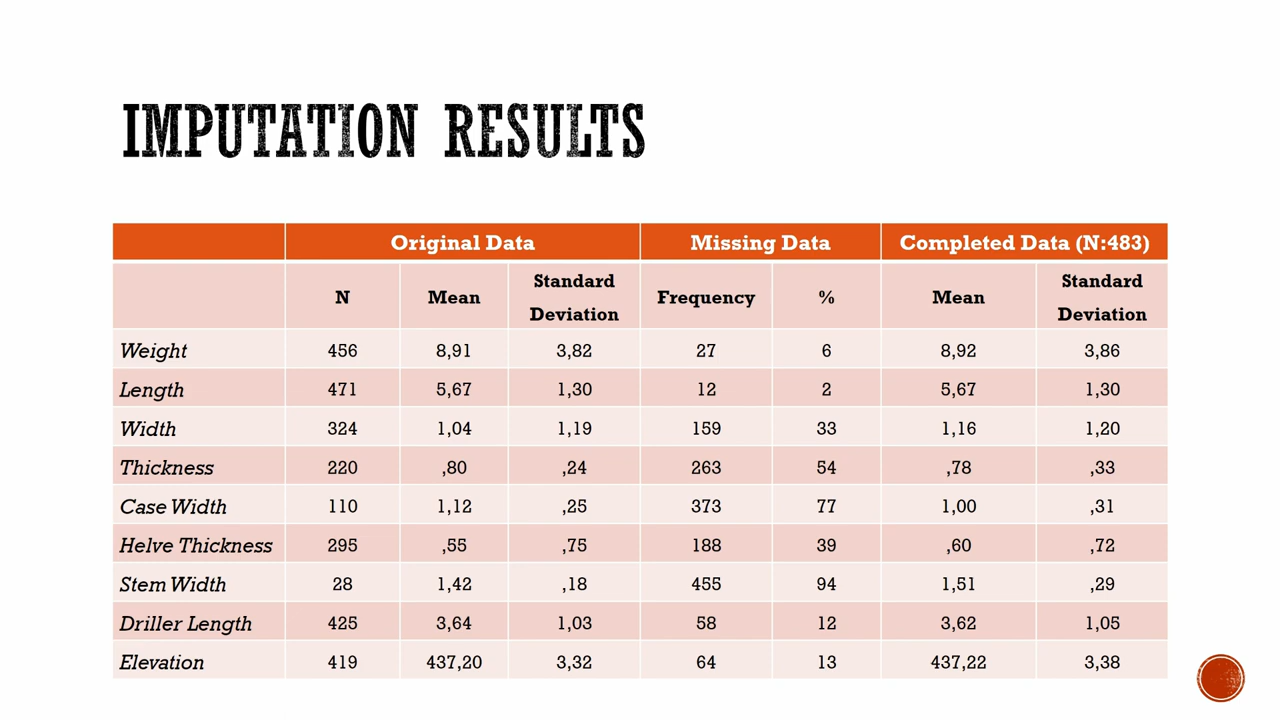 IMPUTATION RESULTS
Original Data Missing Data Completed Data (N:483)
N Mean Standard Deviation Frequency % Mean Standard Deviation
Weight 456 8,91 3,82 27 6 8,92 3,86
Length 471 5,67 1,30 12 2 5,67 1,30
Width 324 1,04 1,19 159 33 1,16 1,20
Thickness 220 ,80 ,24 263 54 ,78 ,33
Case Width 110 1,12 ,25 373 77 1,00 ,31
Helve Thickness 295 ,55 ,75 188 39 ,60 ,72
Stem Width 28 1,42 ,18 455 94 1,51 ,29
Driller Length 425 3,64 1,03 58 12 3,62 1,05
Elevation 419 437,20 3,32 64 13 437,22 3,38